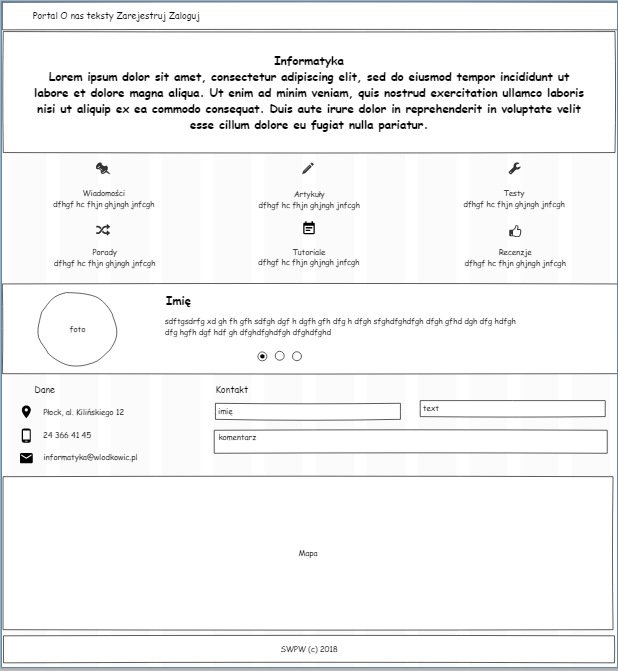 Portal O nas teksty Zarejestruj Zaloguj
Informatyka
Lorem ipsum dolor sit amet, consectetur adipiscing elit, sed do eiusmod tempor incididunt ut
labore et dolore magna aliqua. Ut enim ad minim veniam, quis nostrud exercitation ullamco laboris
nisi ut aliquip ex ea commodo consequat. Duis aute irure dolor in reprehenderit in voluptate velit
esse cillum dolore eu fugiat nulla pariatur.
Wiadomości Artykuły Testy
dfhgf hc fhjn ghjngh jnfcgh dfhgf hc fhjn ghjngh jnfcgh dfhgf hc fhjn ghjngh jnfcgh
Porady Tutoriale Recenzje
dfhgf hc fhjn ghjngh jnfcgh dfhgf hc fhjn ghjngh jnfcgh dfhgf hc fhjn ghjngh jnfcgh
foto
Imię
sdftgsdrfg xd gh fh gfh sdfgh dgf h dgfh gfh dfg h dfgh sfghdfghdfgh dfgh gfhd dgh dfg hdfgh
dfg hgfh dgf hdf gh dfghdfghdfgh dfghdfghd
Dane
Płock, al. Kilińskiego 12
24 366 41 45
informatyka@wlodkowic.pl
Kontakt
imię text
komentarz
Mapa
SWPW (c) 2018